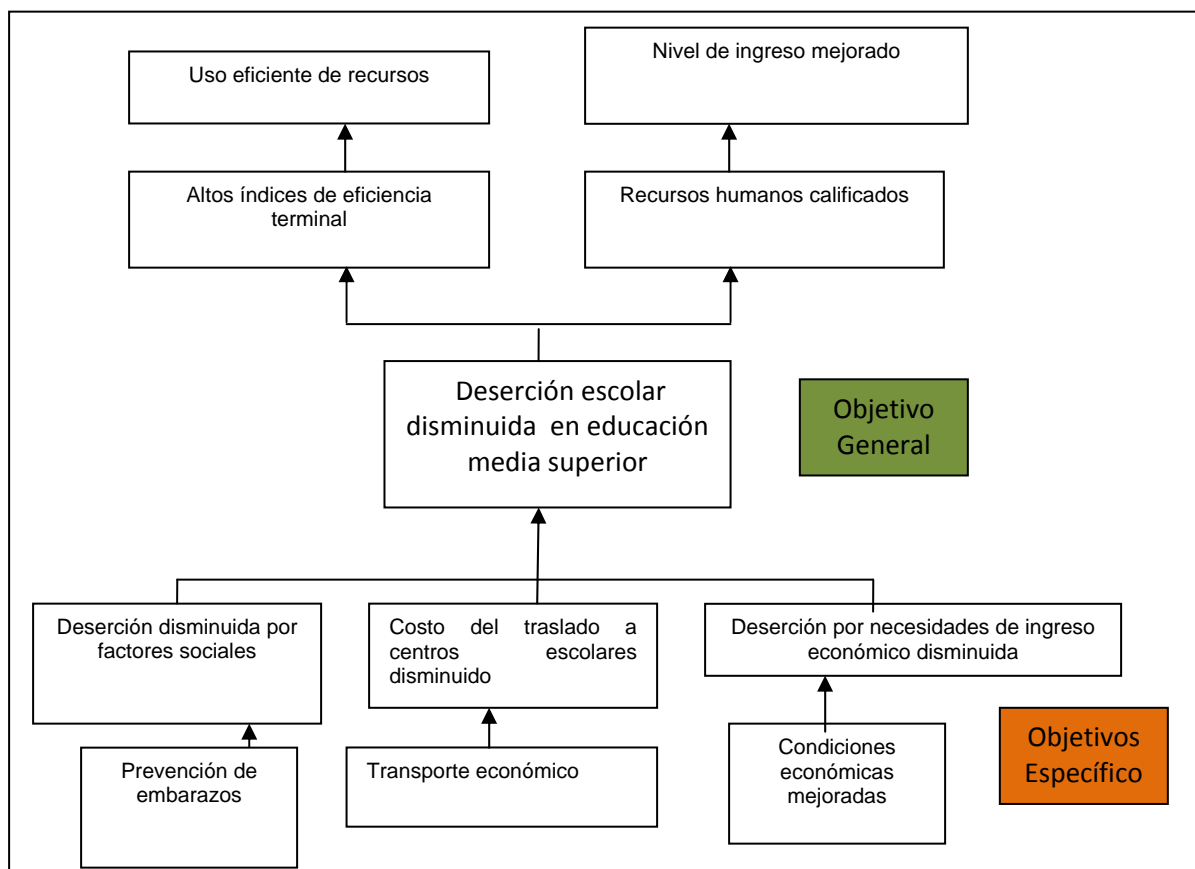 Uso eficiente de recursos
Nivel de ingreso mejorado
Altos índices de eficiencia
terminal
Recursos humanos calificados
Deserción escolar
disminuida en educación
media superior
Objetivo
General
Deserción disminuida por
factores sociales
Costo del traslado a
centros escolares
disminuido
Deserción por necesidades de ingreso
económico disminuida
Prevención de
embarazos
Transporte económico
Condiciones
económicas
mejoradas
Objetivos
Específico